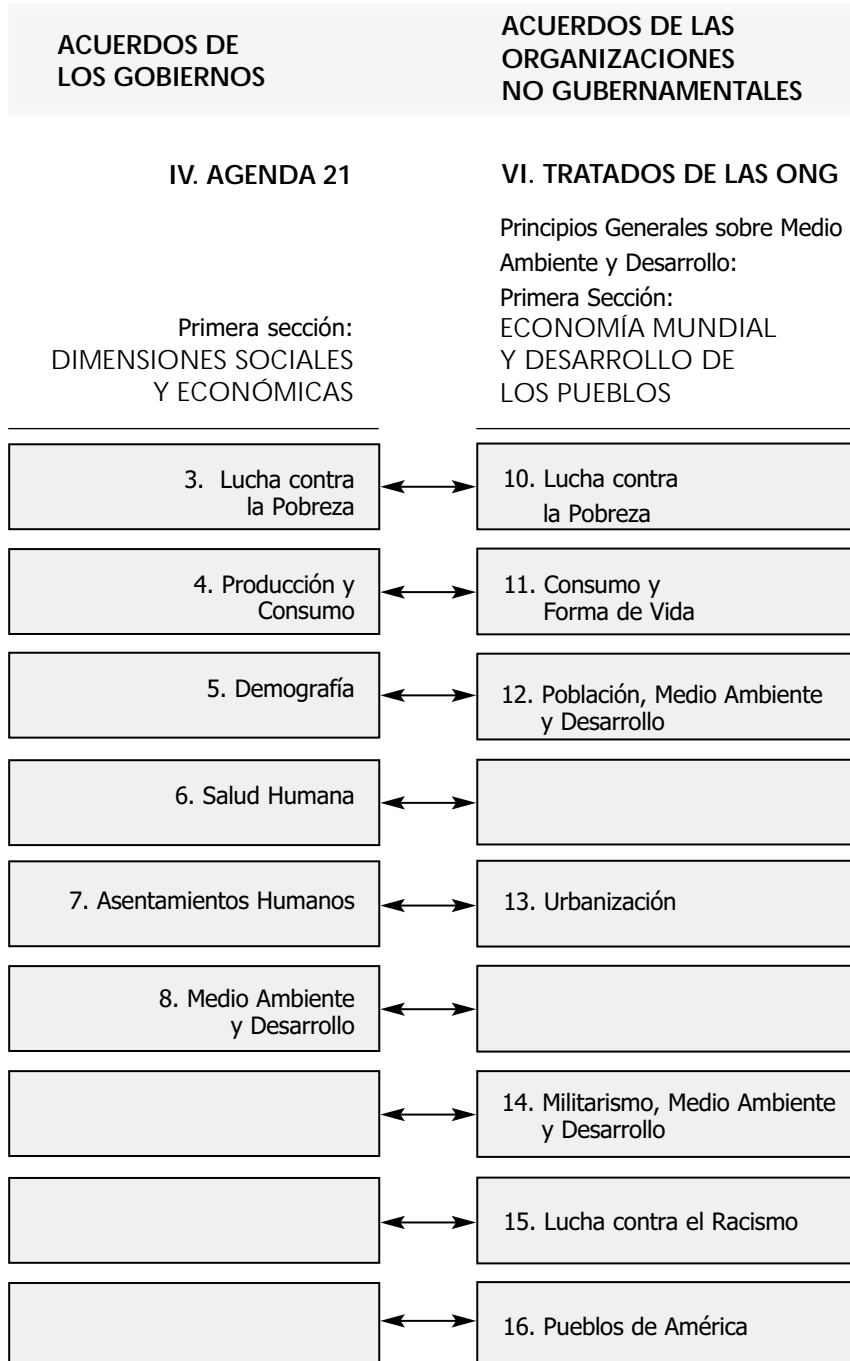 ACUERDOS DE
LOS GOBIERNOS
ACUERDOS DE LAS
ORGANIZACIONES
NO GUBERNAMENTALES
IV. AGENDA 21
VI. TRATADOS DE LAS ONG
Principios Generales sobre Medio
Ambiente y Desarrollo:
Primera sección:
DIMENSIONES SOCIALES
Y ECONÓMICAS
Primera Sección:
ECONOMÍA MUNDIAL
Y DESARROLLO DE
LOS PUEBLOS
3. Lucha contra
la Pobreza
10. Lucha contra
la Pobreza
4. Producción y
Consumo
11. Consumo y
Forma de Vida
5. Demografía
12. Población, Medio Ambiente
y Desarrollo
6. Salud Humana
7. Asentamientos Humanos
13. Urbanización
8. Medio Ambiente
y Desarrollo
14. Militarismo, Medio Ambiente
y Desarrollo
15. Lucha contra el Racismo
16. Pueblos de América